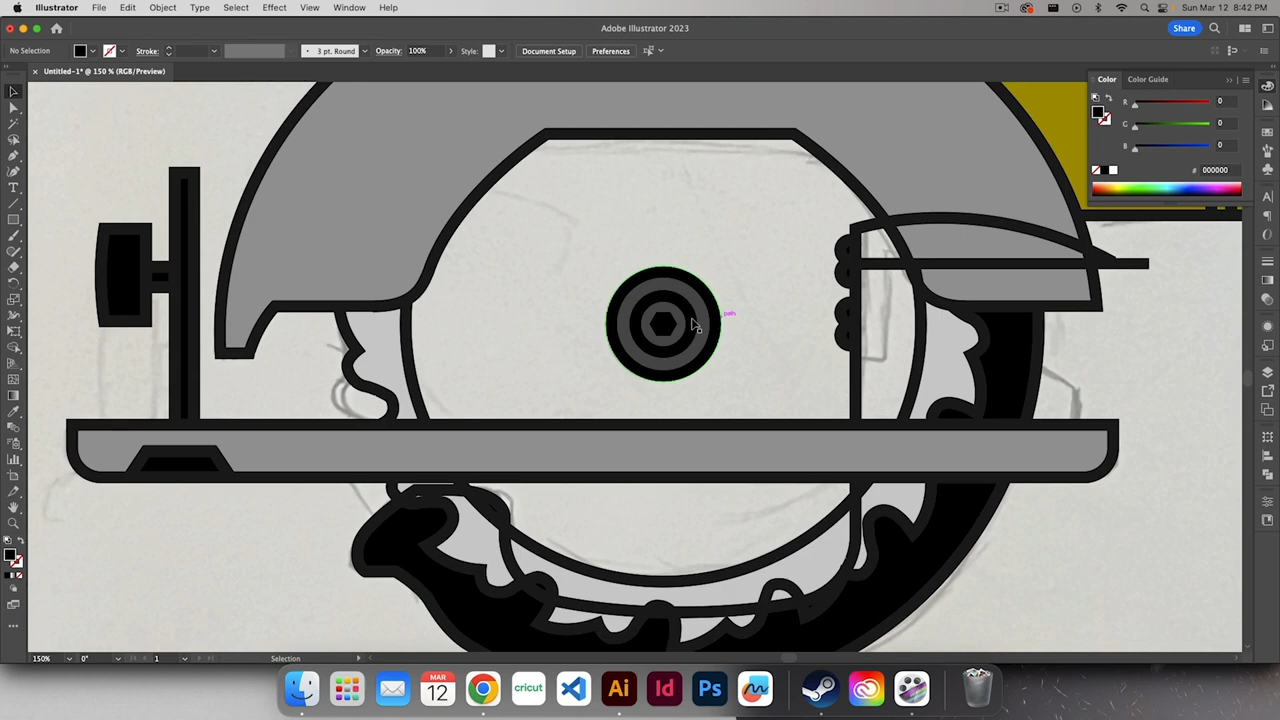 Illustrator File Edit Object Type Select Effect View Window Help Sun Mar 12 8:42 PM
Adobe Illustrator 2023 Share
No Selection Stroke: 3 pt. Round Opacity: 100% Style: Document Setup Preferences
× Untitled-1* @ 150 % (RGB/Preview)
Color Color Guide
R 0
G 0
B 0
# 000000
path
150% 0° 1 Selection
MAR
12 cricut Ai Id Ps